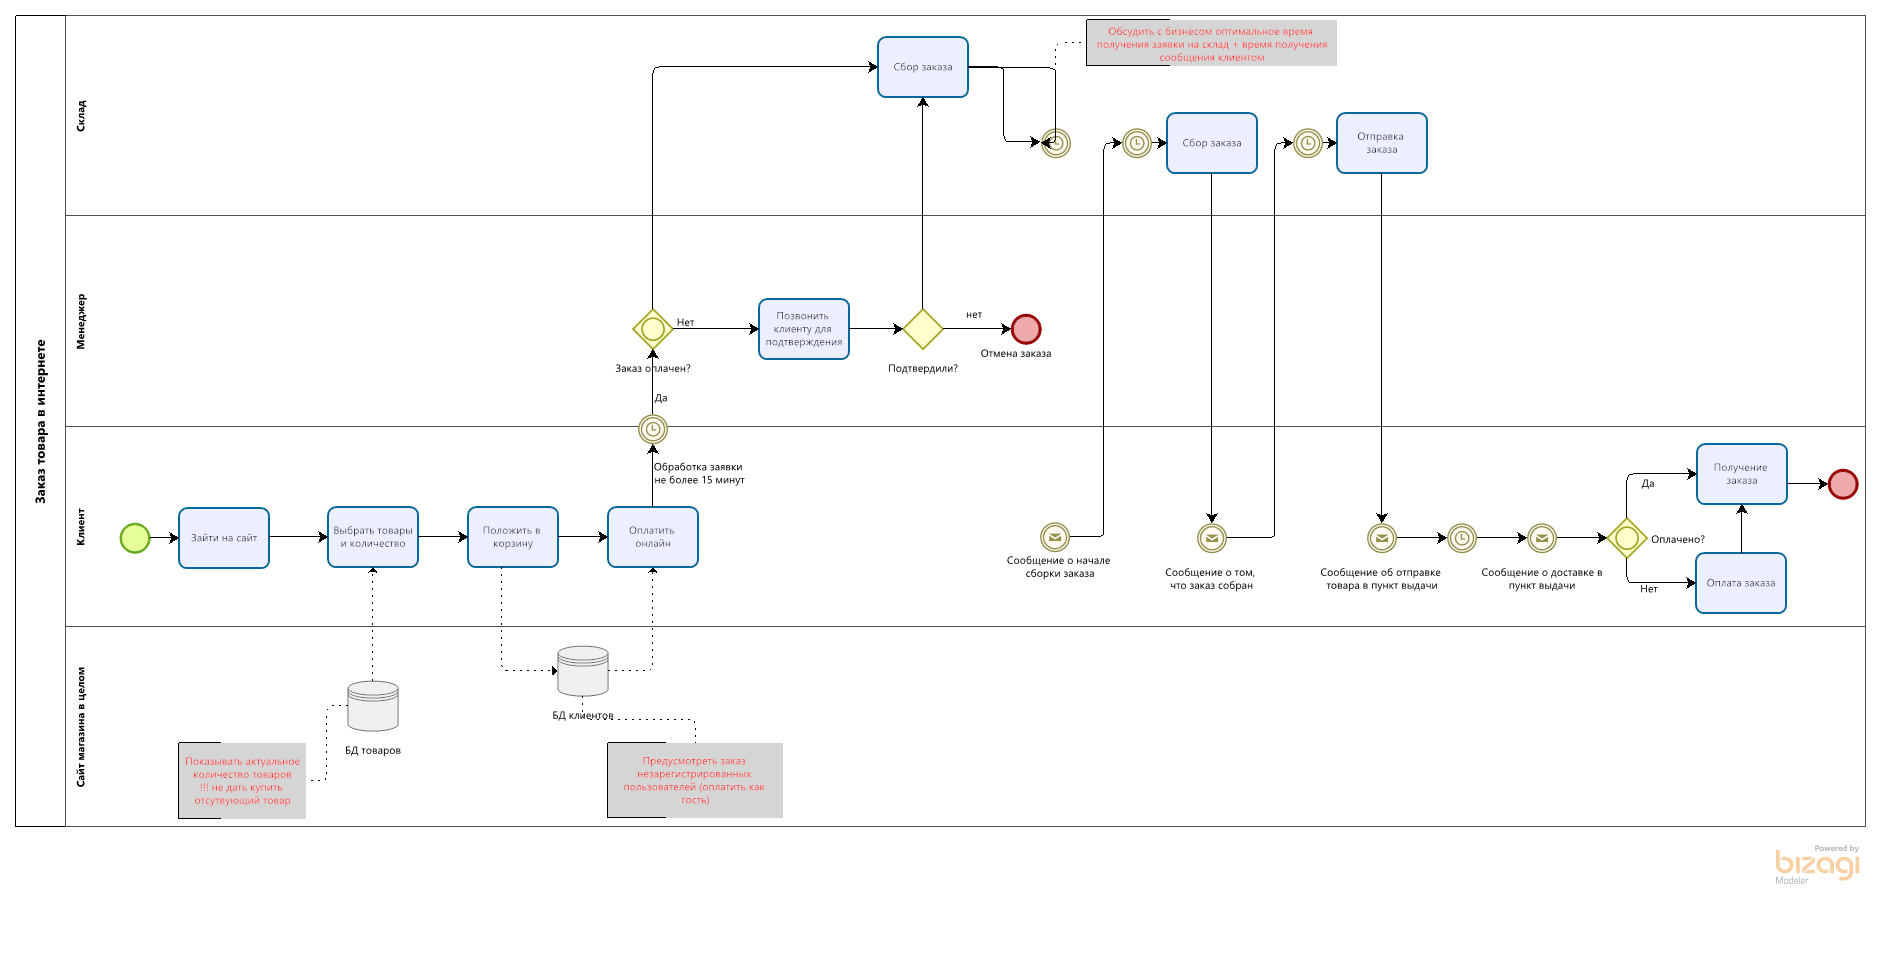 Заказ товара в интернете
Склад
Сбор заказа
Обсудить с бизнесом оптимальное время
получения заявки на склад + время получения
сообщения клиентом
Сбор заказа
Отправка
заказа
Менеджер
Нет
Заказ оплачен?
Да
Позвонить
клиенту для
подтверждения
Подтвердили?
нет
Отмена заказа
Клиент
Зайти на сайт
Выбрать товары
и количество
Положить в
корзину
Оплатить
онлайн
Обработка заявки
не более 15 минут
Сообщение о начале
сборки заказа
Сообщение о том,
что заказ собран
Сообщение об отправке
товара в пункт выдачи
Сообщение о доставке в
пункт выдачи
Оплачено?
Да
Нет
Получение
заказа
Оплата заказа
Сайт магазина в целом
БД товаров
Показывать актуальное
количество товаров
!!! не дать купить
отсутвующий товар
БД клиентов
Предусмотреть заказ
незарегистрированных
пользователей (оплатить как
гость)
Powered by
bizagi
Modeler